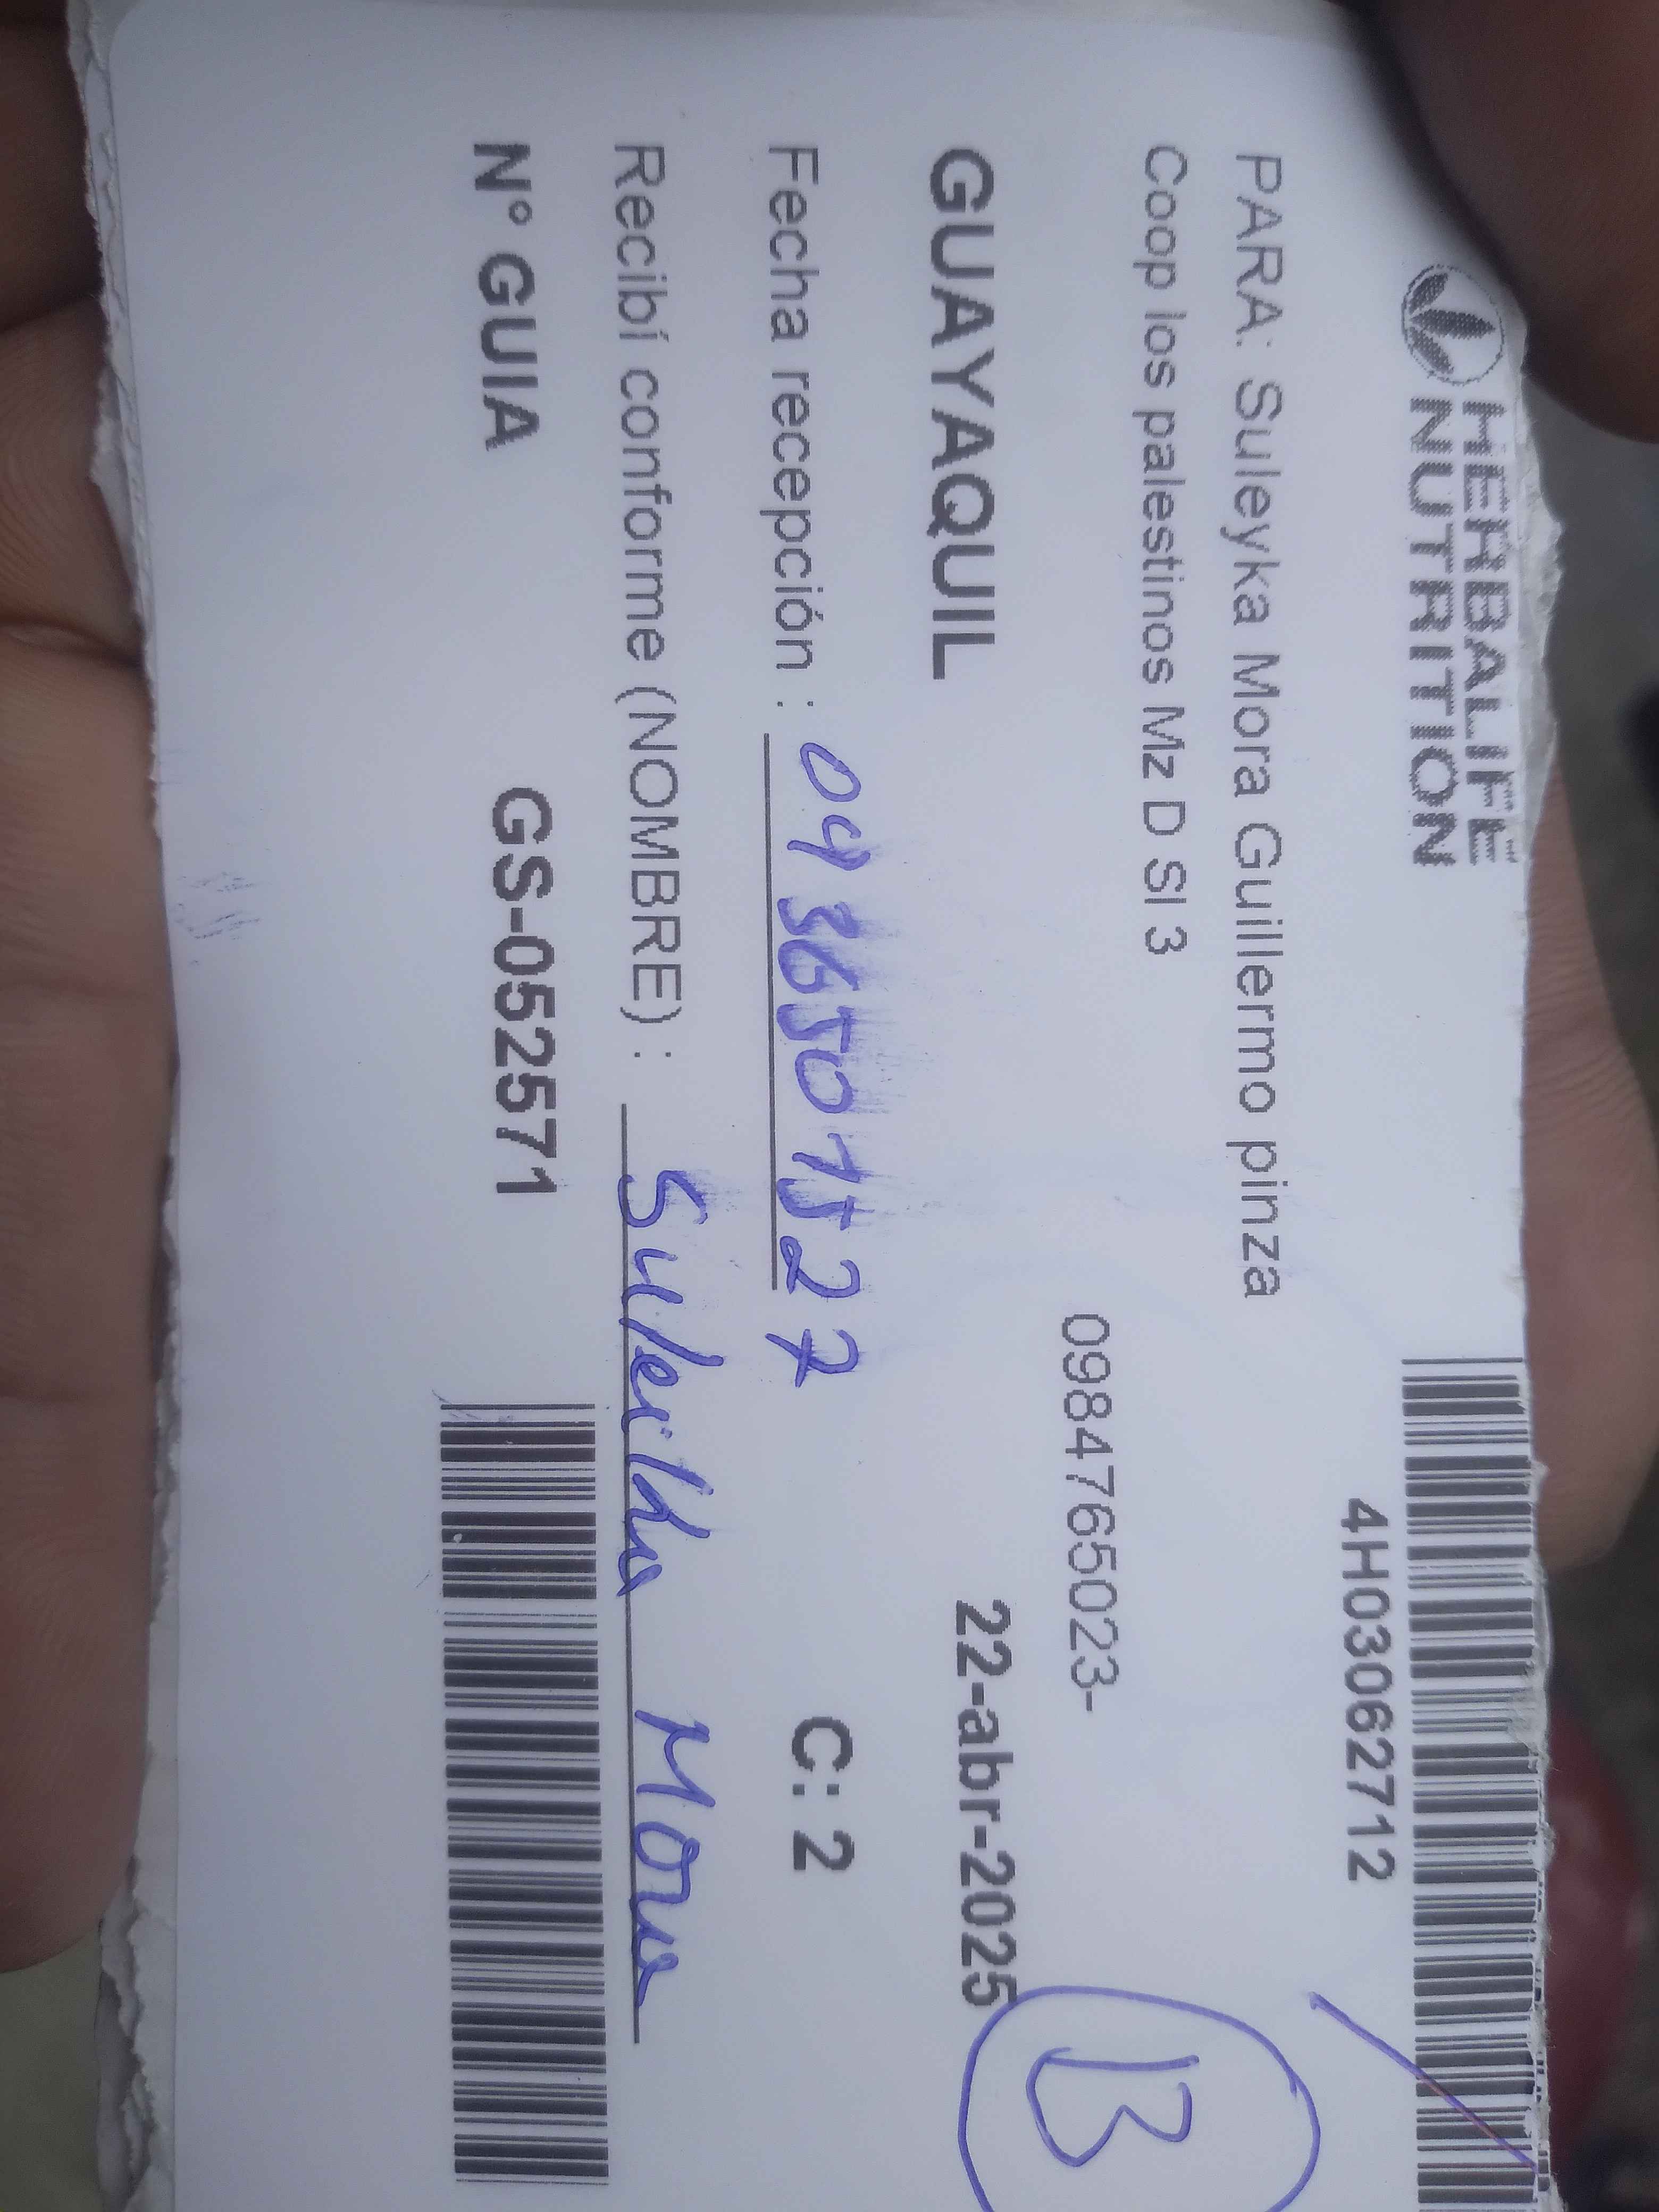 HERBALIFE
NUTRITION
4H03062712
PARA: Suleyka Mora Guillermo pinza
Coop los palestinos Mz D Sl 3
0984765023-
B
GUAYAQUIL 22-abr-2025
Fecha recepción : 0936501527 C: 2
Recibí conforme (NOMBRE) : Suleika Mora
N° GUIA GS-052571